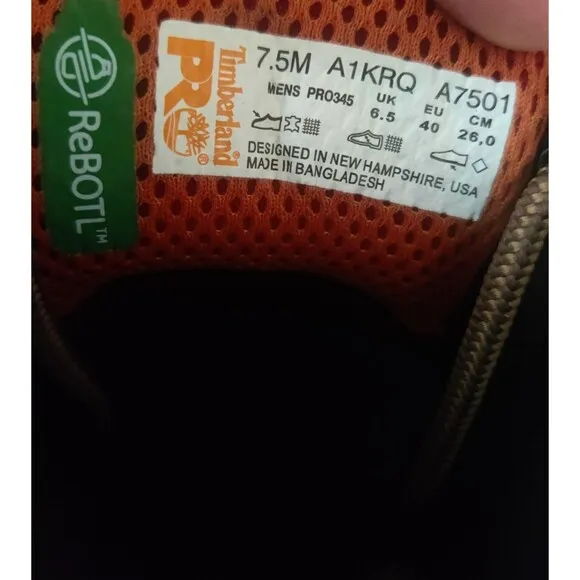 ReBOTL™
Timberland®
PRO®
7.5M A1KRQ A7501
MENS PRO345 UK EU CM
6.5 40 26,0
DESIGNED IN NEW HAMPSHIRE, USA
MADE IN BANGLADESH